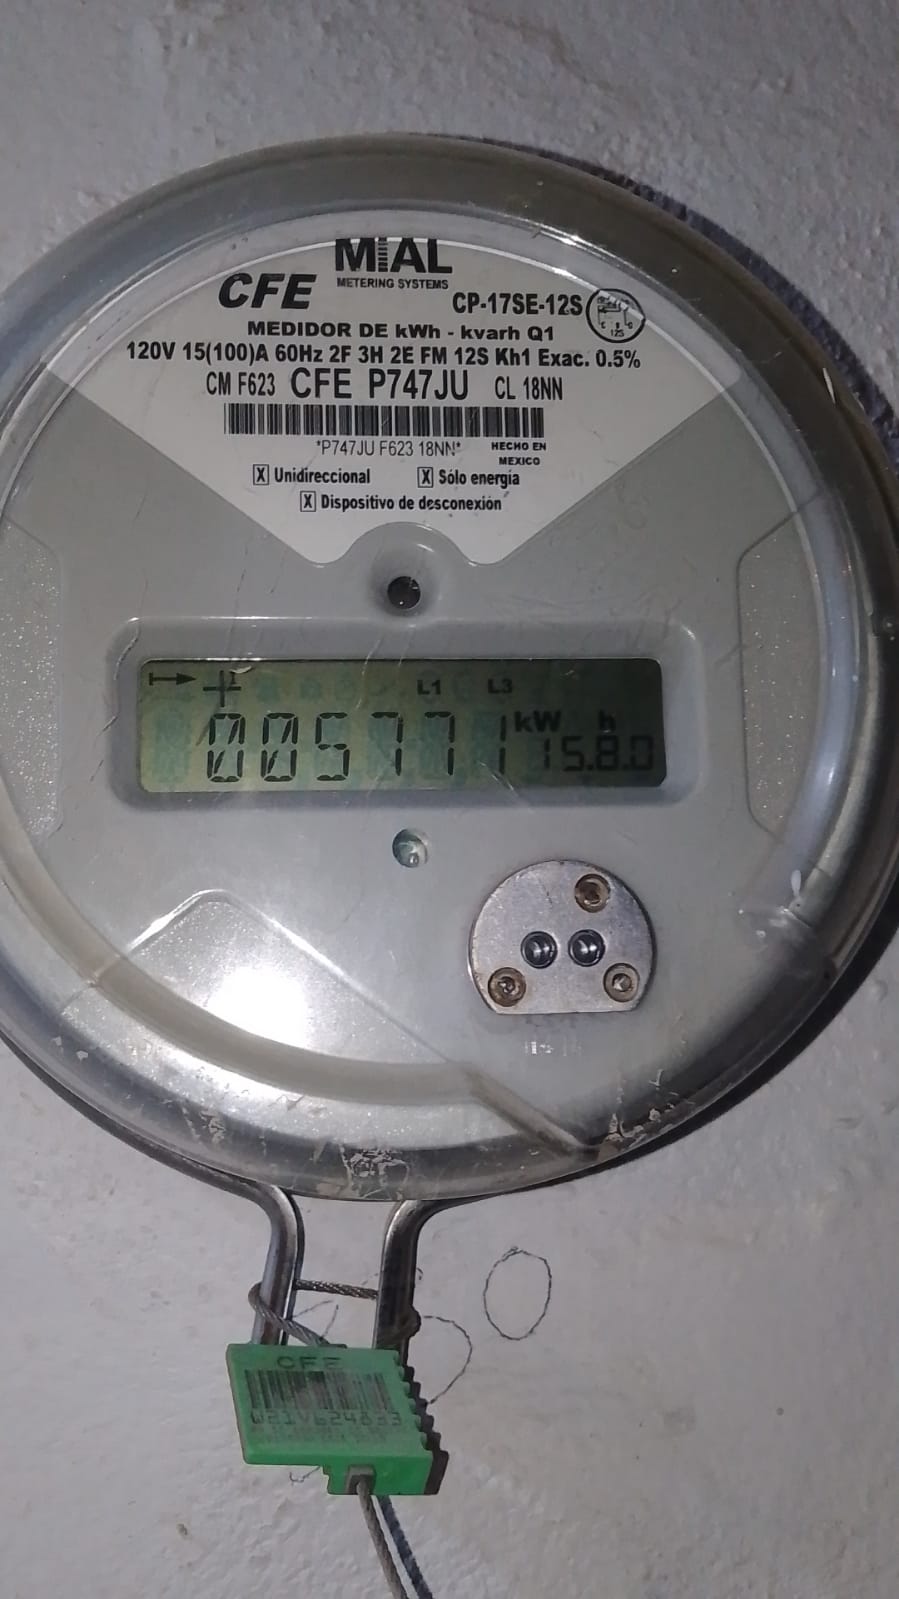 MIAL
METERING SYSTEMS
CFE
CP-17SE-12S
MEDIDOR DE kWh - kvarh Q1
120V 15(100)A 60Hz 2F 3H 2E FM 12S Kh1 Exac. 0.5%
CM F623 CFE P747JU CL 18NN
*P747JU F623 18NN* HECHO EN
MEXICO
X Unidireccional X Sólo energía
X Dispositivo de desconexión
L1 L3
005771 kW h 15.8.0
CFE